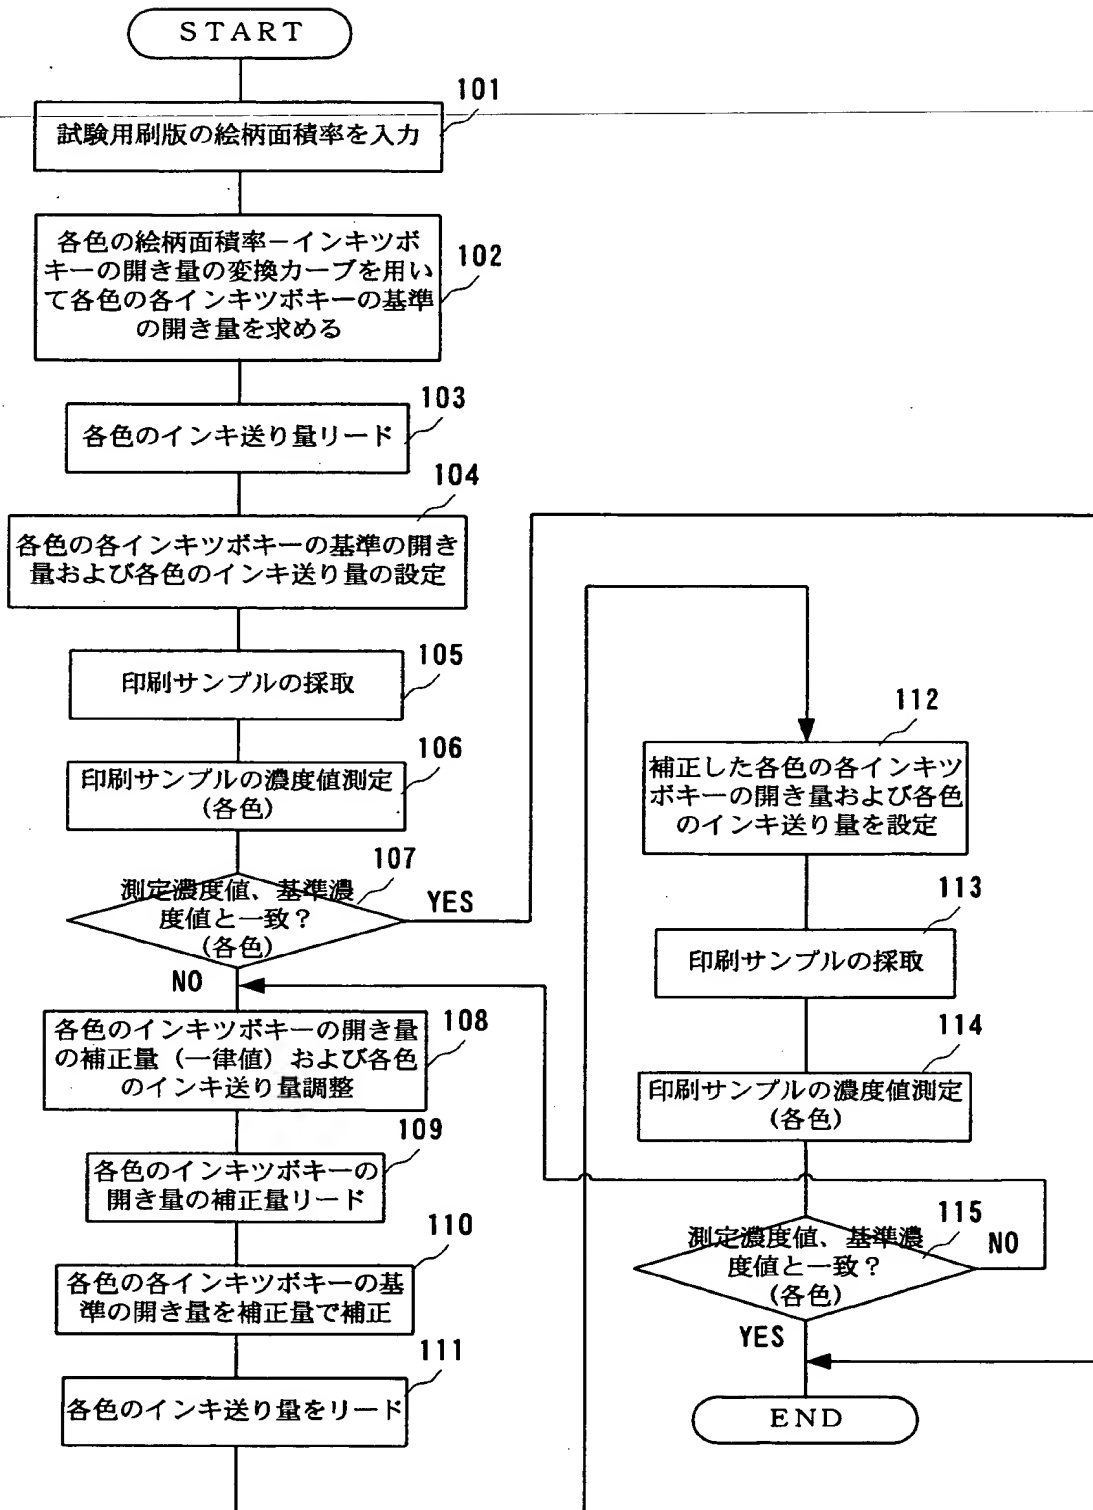 START
101
試験用刷版の絵柄面積率を入力
102
各色の絵柄面積率－インキツボ
キーの開き量の変換カーブを用い
て各色の各インキツボキーの基準
の開き量を求める
103
各色のインキ送り量リード
104
各色の各インキツボキーの基準の開き
量および各色のインキ送り量の設定
105
印刷サンプルの採取
106
印刷サンプルの濃度値測定
(各色)
107
測定濃度値、基準濃
度値と一致？
(各色)
YES
NO
108
各色のインキツボキーの開き量
の補正量（一律値）および各色
のインキ送り量調整
109
各色のインキツボキーの
開き量の補正量リード
110
各色の各インキツボキーの基
準の開き量を補正量で補正
111
各色のインキ送り量をリード
112
補正した各色の各インキツ
ボキーの開き量および各色
のインキ送り量を設定
113
印刷サンプルの採取
114
印刷サンプルの濃度値測定
(各色)
115
測定濃度値、基準濃
度値と一致？
(各色)
NO
YES
END